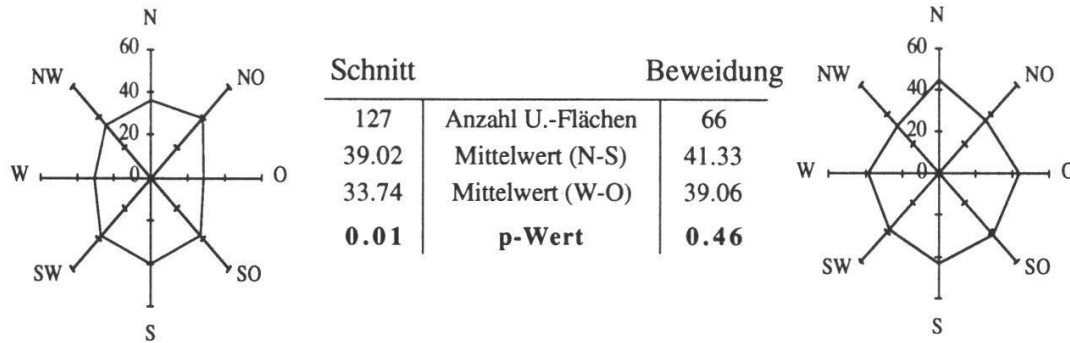 N
60
NW
NO
40
20
W
0
O
SW
SO
S
Schnitt Beweidung
127 Anzahl U.-Flächen 66
39.02 Mittelwert (N-S) 41.33
33.74 Mittelwert (W-O) 39.06
0.01 p-Wert 0.46
N
60
NW
NO
40
20
W
0
O
SW
SO
S